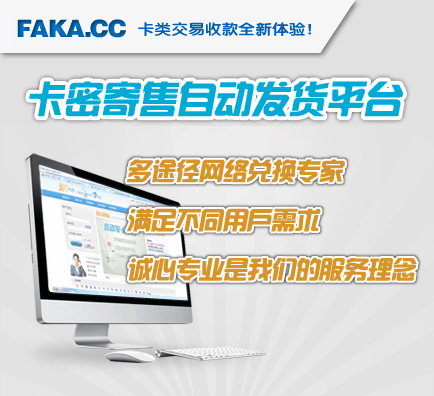 FAKA.CC 卡类交易收款全新体验！
卡密寄售自动发货平台
多途径网络兑换专家
满足不同用户需求
诚心专业是我们的服务理念